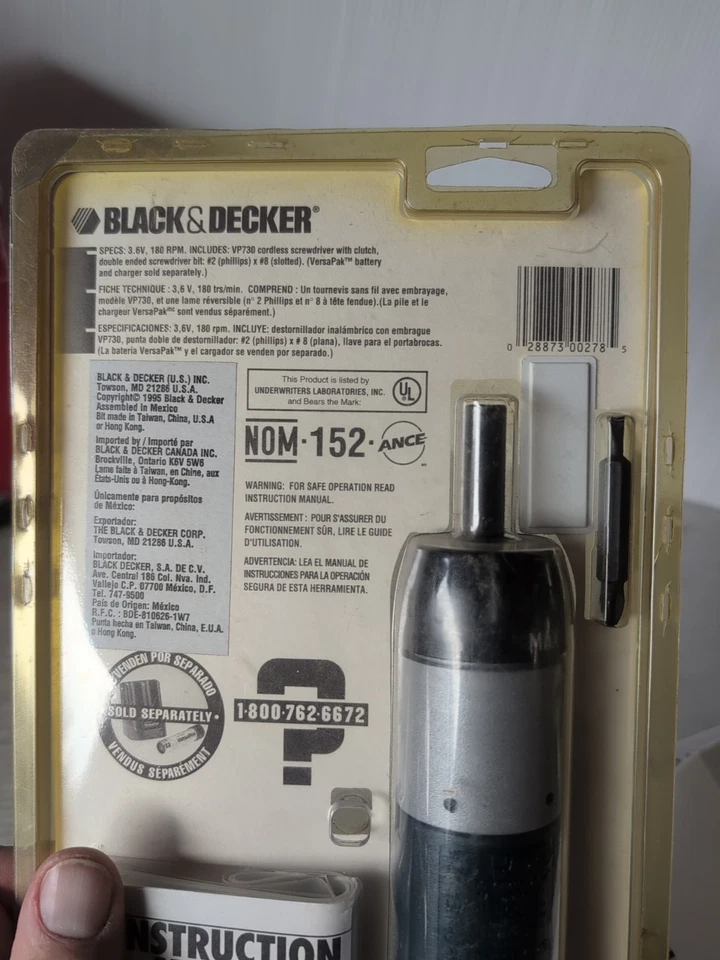 BLACK&DECKER®
SPECS: 3.6V, 180 RPM. INCLUDES: VP730 cordless screwdriver with clutch,
double ended screwdriver bit: #2 (phillips) x #8 (slotted). (VersaPak™ battery
and charger sold separately.)
FICHE TECHNIQUE : 3,6 V, 180 trs/min. COMPREND : Un tournevis sans fil avec embrayage,
modèle VP730, et une lame réversible (n° 2 Phillips et n° 8 à tête fendue).(La pile et le
chargeur VersaPakmc sont vendus séparément.)
ESPECIFICACIONES: 3,6V, 180 rpm. INCLUYE: destornillador inalámbrico con embrague
VP730, punta doble de destornillador: #2 (phillips) x # 8 (plana), llave para el portabrocas.
(La batería VersaPak™ y el cargador se venden por separado.)
0 28873 00278 5
BLACK & DECKER (U.S.) INC.
Towson, MD 21286 U.S.A.
Copyright© 1995 Black & Decker
Assembled in Mexico
Bit made in Taiwan, China, U.S.A
or Hong Kong.
Imported by / Importé par
BLACK & DECKER CANADA INC.
Brockville, Ontario K6V 5W6
Lame faite à Taiwan, en Chine, aux
États-Unis ou à Hong-Kong.
Únicamente para propósitos
de México:
Exportador:
THE BLACK & DECKER CORP.
Towson, MD 21286 U.S.A.
Importador:
BLACK DECKER, S.A. DE C.V.
Ave. Central 186 Col. Nva. Ind.
Vallejo C.P. 07700 México, D.F.
Tel. 747-9500
País de Origen: México
R.F.C. : BDE-810626-1W7
Punta hecha en Taiwan, China, E.U.A.
o Hong Kong.
This Product is listed by
UNDERWRITERS LABORATORIES, INC.
and Bears the Mark:
UL
NOM·152·ANCE
WARNING: FOR SAFE OPERATION READ
INSTRUCTION MANUAL.
AVERTISSEMENT : POUR S'ASSURER DU
FONCTIONNEMENT SÛR, LIRE LE GUIDE
D'UTILISATION.
ADVERTENCIA: LEA EL MANUAL DE
INSTRUCCIONES PARA LA OPERACIÓN
SEGURA DE ESTA HERRAMIENTA.
VENDEN POR SEPARADO
SOLD SEPARATELY•
VENDUS SÉPARÉMENT
1·800·762·6672
NSTRUCTION